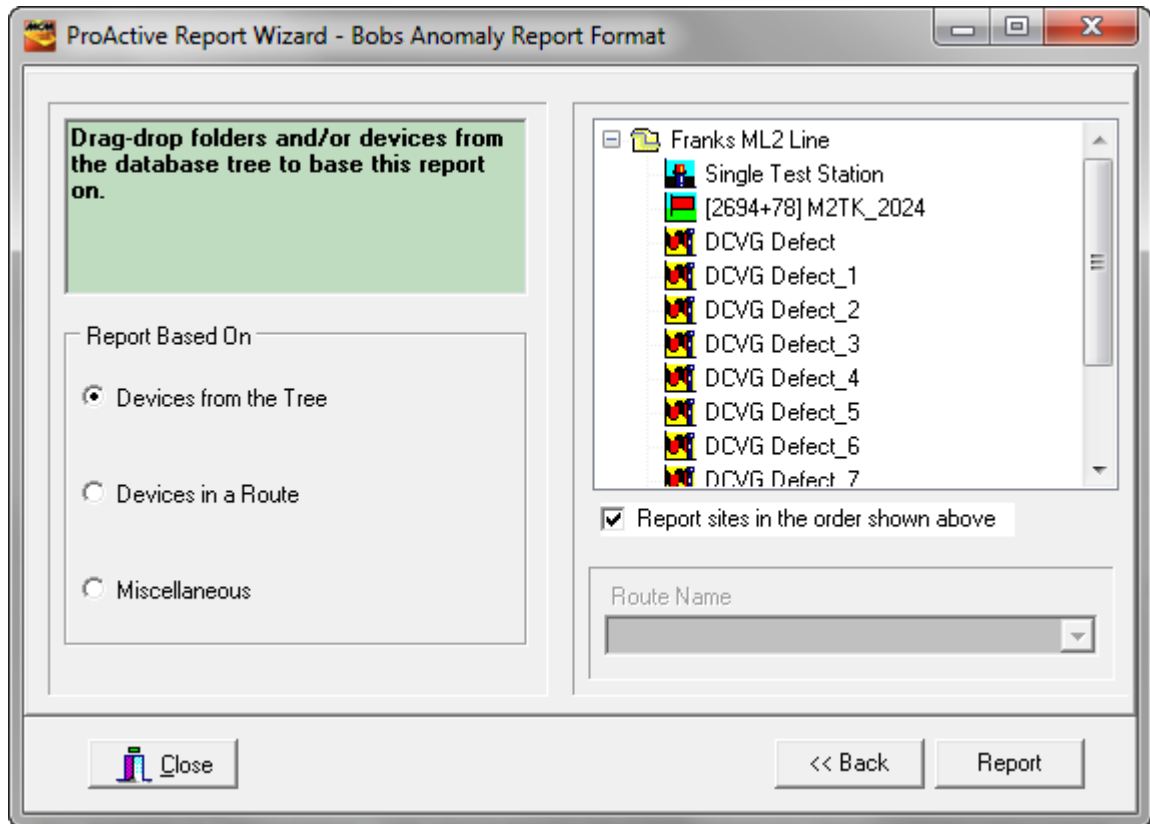 MCM
ProActive Report Wizard - Bobs Anomaly Report Format
Drag-drop folders and/or devices from
the database tree to base this report
on.
Report Based On
Devices from the Tree
Devices in a Route
Miscellaneous
Franks ML2 Line
Single Test Station
[2694+78] M2TK_2024
DCVG Defect
DCVG Defect_1
DCVG Defect_2
DCVG Defect_3
DCVG Defect_4
DCVG Defect_5
DCVG Defect_6
DCVG Defect_7
Report sites in the order shown above
Route Name
Close
<< Back
Report